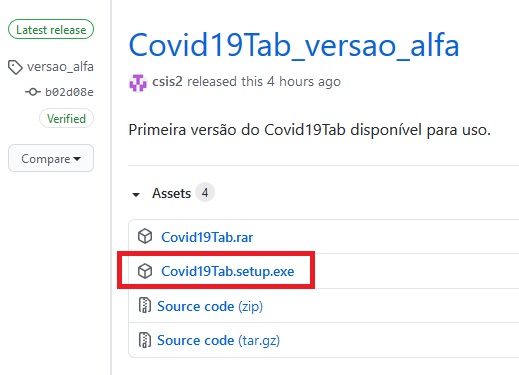 Latest release
versao_alfa
b02d08e
Verified
Compare
Covid19Tab_versao_alfa
csis2 released this 4 hours ago
Primeira versão do Covid19Tab disponível para uso.
Assets 4
Covid19Tab.rar
Covid19Tab.setup.exe
Source code (zip)
Source code (tar.gz)